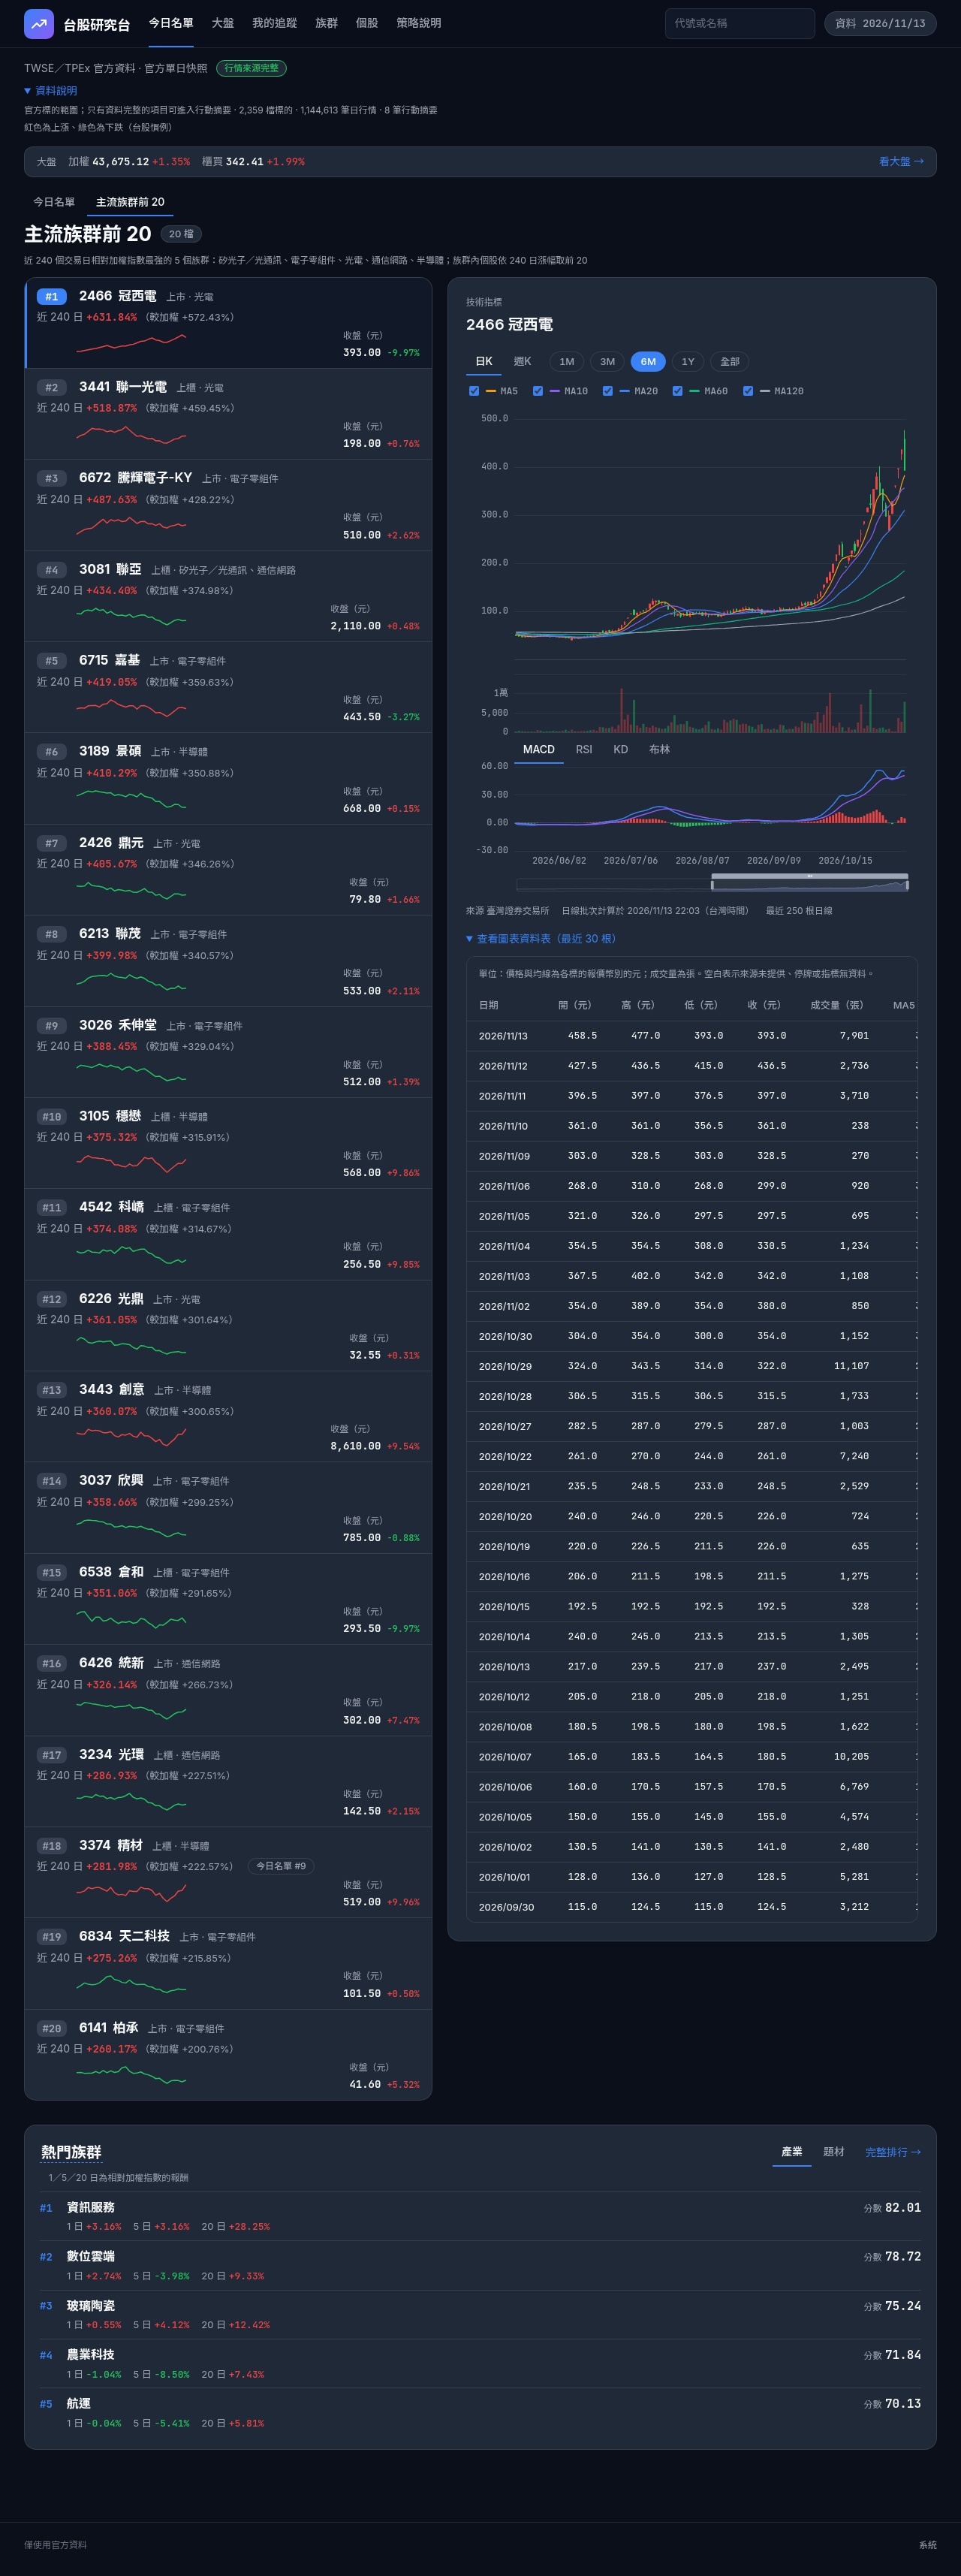 台股研究台 今日名單 大盤 我的追蹤 族群 個股 策略說明 代號或名稱 資料 2026/11/13
TWSE／TPEx 官方資料 · 官方單日快照 行情來源完整
▼ 資料說明
官方標的範圍；只有資料完整的項目可進入行動摘要 · 2,359 檔標的 · 1,144,613 筆日行情 · 8 筆行動摘要
紅色為上漲、綠色為下跌（台股慣例）
大盤 加權 43,675.12 +1.35% 櫃買 342.41 +1.99% 看大盤 →
今日名單 主流族群前 20
主流族群前 20 20 檔
近 240 個交易日相對加權指數最強的 5 個族群：矽光子／光通訊、電子零組件、光電、通信網路、半導體；族群內個股依 240 日漲幅取前 20
#1 2466 冠西電 上市 · 光電
近 240 日 +631.84% （較加權 +572.43%）
收盤（元）
393.00 -9.97%
#2 3441 聯一光電 上櫃 · 光電
近 240 日 +518.87% （較加權 +459.45%）
收盤（元）
198.00 +0.76%
#3 6672 騰輝電子-KY 上市 · 電子零組件
近 240 日 +487.63% （較加權 +428.22%）
收盤（元）
510.00 +2.62%
#4 3081 聯亞 上櫃 · 矽光子／光通訊、通信網路
近 240 日 +434.40% （較加權 +374.98%）
收盤（元）
2,110.00 +0.48%
#5 6715 嘉基 上市 · 電子零組件
近 240 日 +419.05% （較加權 +359.63%）
收盤（元）
443.50 -3.27%
#6 3189 景碩 上市 · 半導體
近 240 日 +410.29% （較加權 +350.88%）
收盤（元）
668.00 +0.15%
#7 2426 鼎元 上市 · 光電
近 240 日 +405.67% （較加權 +346.26%）
收盤（元）
79.80 +1.66%
#8 6213 聯茂 上市 · 電子零組件
近 240 日 +399.98% （較加權 +340.57%）
收盤（元）
533.00 +2.11%
#9 3026 禾伸堂 上市 · 電子零組件
近 240 日 +388.45% （較加權 +329.04%）
收盤（元）
512.00 +1.39%
#10 3105 穩懋 上櫃 · 半導體
近 240 日 +375.32% （較加權 +315.91%）
收盤（元）
568.00 +9.86%
#11 4542 科嶠 上櫃 · 電子零組件
近 240 日 +374.08% （較加權 +314.67%）
收盤（元）
256.50 +9.85%
#12 6226 光鼎 上市 · 光電
近 240 日 +361.05% （較加權 +301.64%）
收盤（元）
32.55 +0.31%
#13 3443 創意 上市 · 半導體
近 240 日 +360.07% （較加權 +300.65%）
收盤（元）
8,610.00 +9.54%
#14 3037 欣興 上市 · 電子零組件
近 240 日 +358.66% （較加權 +299.25%）
收盤（元）
785.00 -0.88%
#15 6538 倉和 上櫃 · 電子零組件
近 240 日 +351.06% （較加權 +291.65%）
收盤（元）
293.50 -9.97%
#16 6426 統新 上市 · 通信網路
近 240 日 +326.14% （較加權 +266.73%）
收盤（元）
302.00 +7.47%
#17 3234 光環 上櫃 · 通信網路
近 240 日 +286.93% （較加權 +227.51%）
收盤（元）
142.50 +2.15%
#18 3374 精材 上櫃 · 半導體
近 240 日 +281.98% （較加權 +222.57%） 今日名單 #9
收盤（元）
519.00 +9.96%
#19 6834 天二科技 上市 · 電子零組件
近 240 日 +275.26% （較加權 +215.85%）
收盤（元）
101.50 +0.50%
#20 6141 柏承 上市 · 電子零組件
近 240 日 +260.17% （較加權 +200.76%）
收盤（元）
41.60 +5.32%
技術指標
2466 冠西電
日K 週K 1M 3M 6M 1Y 全部
MA5 MA10 MA20 MA60 MA120
500.0
400.0
300.0
200.0
100.0
1萬
5,000
0
MACD RSI KD 布林
60.00
30.00
0.00
-30.00
2026/06/02 2026/07/06 2026/08/07 2026/09/09 2026/10/15
來源 臺灣證券交易所 日線批次計算於 2026/11/13 22:03（台灣時間） 最近 250 根日線
▼ 查看圖表資料表（最近 30 根）
單位：價格與均線為各標的報價幣別的元；成交量為張。空白表示來源未提供、停牌或指標無資料。
日期 開（元） 高（元） 低（元） 收（元） 成交量（張） MA5
2026/11/13 458.5 477.0 393.0 393.0 7,901
2026/11/12 427.5 436.5 415.0 436.5 2,736
2026/11/11 396.5 397.0 376.5 397.0 3,710
2026/11/10 361.0 361.0 356.5 361.0 238
2026/11/09 303.0 328.5 303.0 328.5 270
2026/11/06 268.0 310.0 268.0 299.0 920
2026/11/05 321.0 326.0 297.5 297.5 695
2026/11/04 354.5 354.5 308.0 330.5 1,234
2026/11/03 367.5 402.0 342.0 342.0 1,108
2026/11/02 354.0 389.0 354.0 380.0 850
2026/10/30 304.0 354.0 300.0 354.0 1,152
2026/10/29 324.0 343.5 314.0 322.0 11,107
2026/10/28 306.5 315.5 306.5 315.5 1,733
2026/10/27 282.5 287.0 279.5 287.0 1,003
2026/10/22 261.0 270.0 244.0 261.0 7,240
2026/10/21 235.5 248.5 233.0 248.5 2,529
2026/10/20 240.0 246.0 220.5 226.0 724
2026/10/19 220.0 226.5 211.5 226.0 635
2026/10/16 206.0 211.5 198.5 211.5 1,275
2026/10/15 192.5 192.5 192.5 192.5 328
2026/10/14 240.0 245.0 213.5 213.5 1,305
2026/10/13 217.0 239.5 217.0 237.0 2,495
2026/10/12 205.0 218.0 205.0 218.0 1,251
2026/10/08 180.5 198.5 180.0 198.5 1,622
2026/10/07 165.0 183.5 164.5 180.5 10,205
2026/10/06 160.0 170.5 157.5 170.5 6,769
2026/10/05 150.0 155.0 145.0 155.0 4,574
2026/10/02 130.5 141.0 130.5 141.0 2,480
2026/10/01 128.0 136.0 127.0 128.5 5,281
2026/09/30 115.0 124.5 115.0 124.5 3,212
熱門族群 產業 題材 完整排行 →
1／5／20 日為相對加權指數的報酬
#1 資訊服務 分數 82.01
1 日 +3.16% 5 日 +3.16% 20 日 +28.25%
#2 數位雲端 分數 78.72
1 日 +2.74% 5 日 -3.98% 20 日 +9.33%
#3 玻璃陶瓷 分數 75.24
1 日 +0.55% 5 日 +4.12% 20 日 +12.42%
#4 農業科技 分數 71.84
1 日 -1.04% 5 日 -8.50% 20 日 +7.43%
#5 航運 分數 70.13
1 日 -0.04% 5 日 -5.41% 20 日 +5.81%
僅使用官方資料 系統